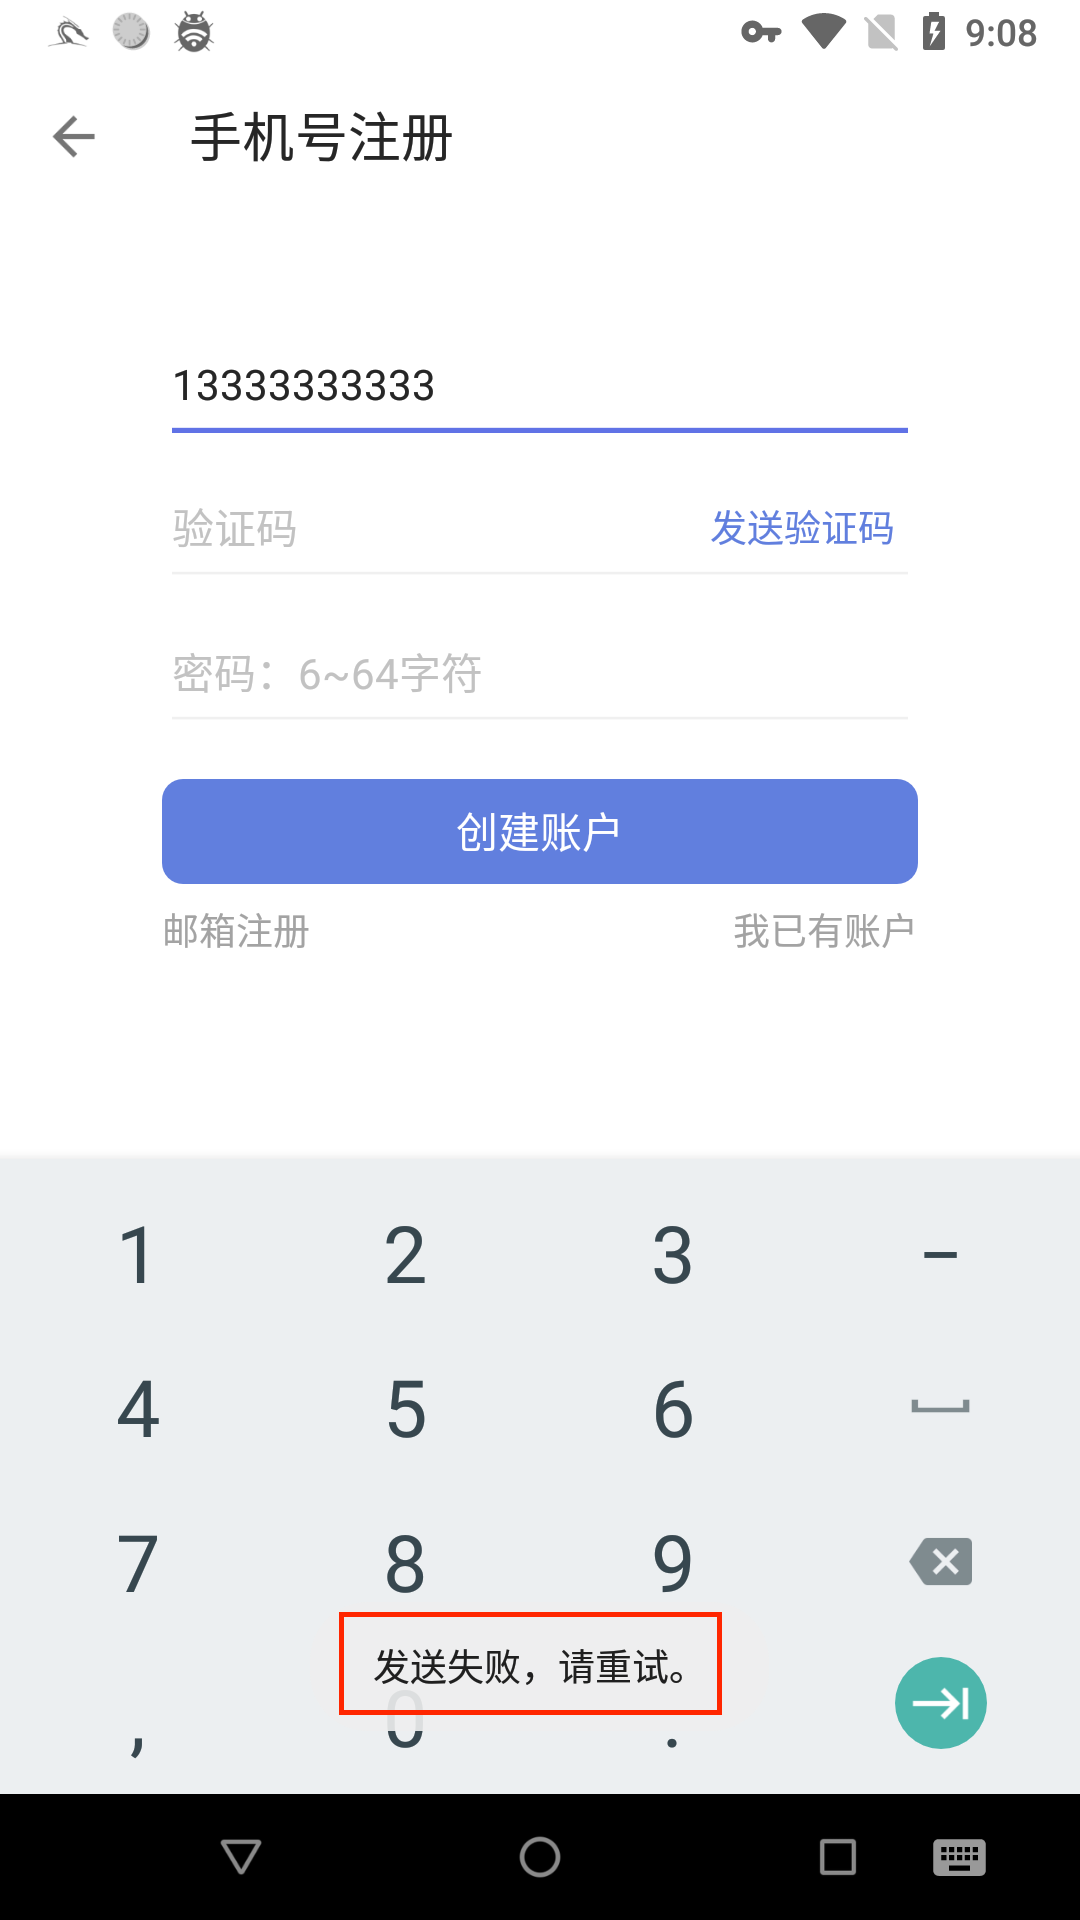 9:08
手机号注册
13333333333
验证码 发送验证码
密码：6~64字符
创建账户
邮箱注册 我已有账户
1 2 3 –
4 5 6
7 8 9
发送失败，请重试。
, 0 .